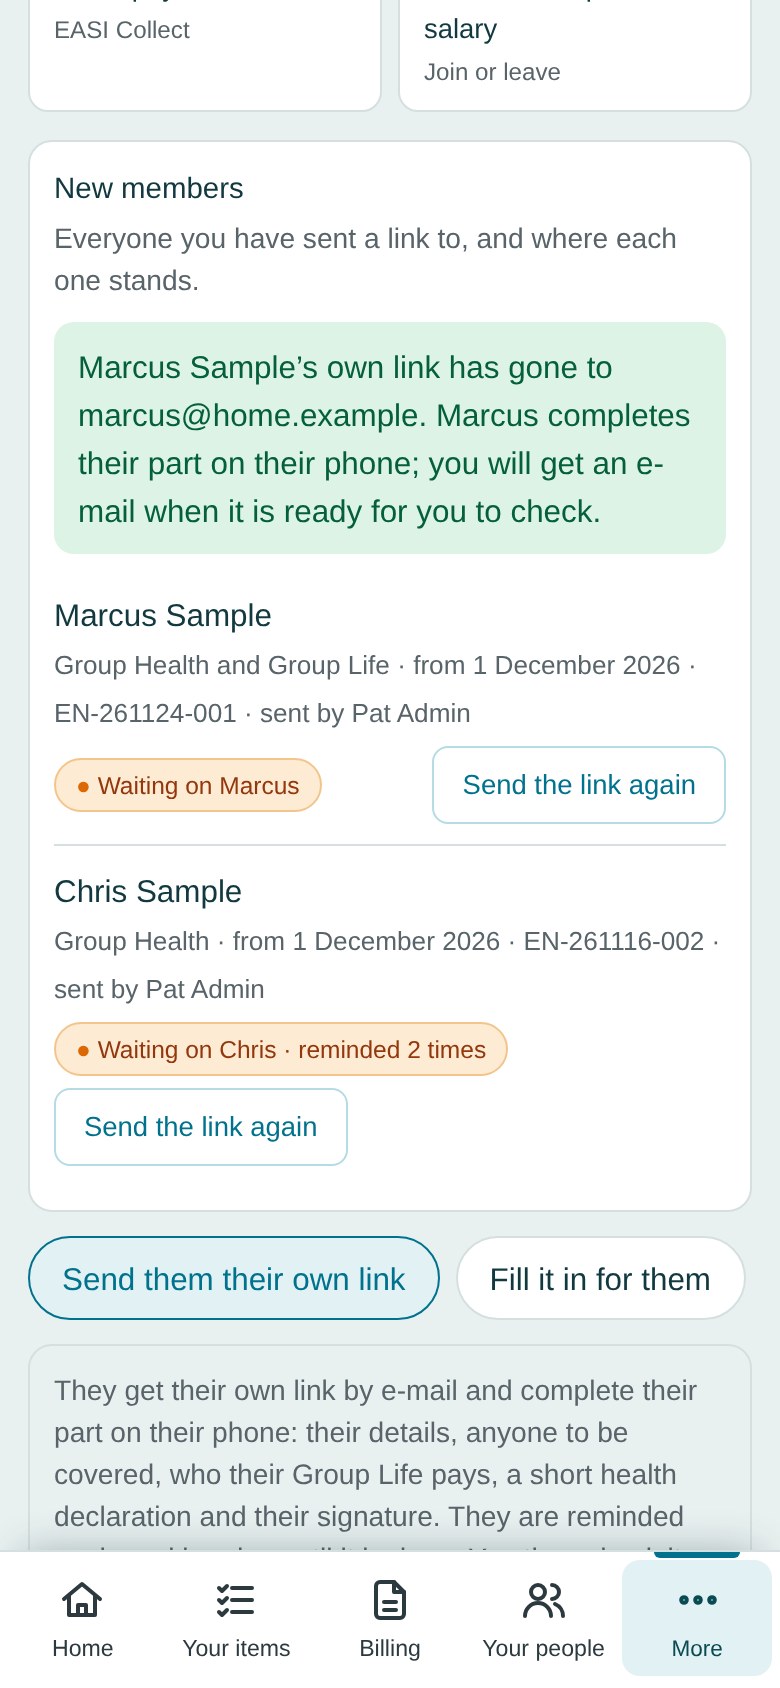 EASI Collect
salary
Join or leave
New members
Everyone you have sent a link to, and where each
one stands.
Marcus Sample’s own link has gone to
marcus@home.example. Marcus completes
their part on their phone; you will get an e-
mail when it is ready for you to check.
Marcus Sample
Group Health and Group Life · from 1 December 2026 ·
EN-261124-001 · sent by Pat Admin
Waiting on Marcus
Send the link again
Chris Sample
Group Health · from 1 December 2026 · EN-261116-002 ·
sent by Pat Admin
Waiting on Chris · reminded 2 times
Send the link again
Send them their own link
Fill it in for them
They get their own link by e-mail and complete their
part on their phone: their details, anyone to be
covered, who their Group Life pays, a short health
declaration and their signature. They are reminded
Home
Your items
Billing
Your people
More